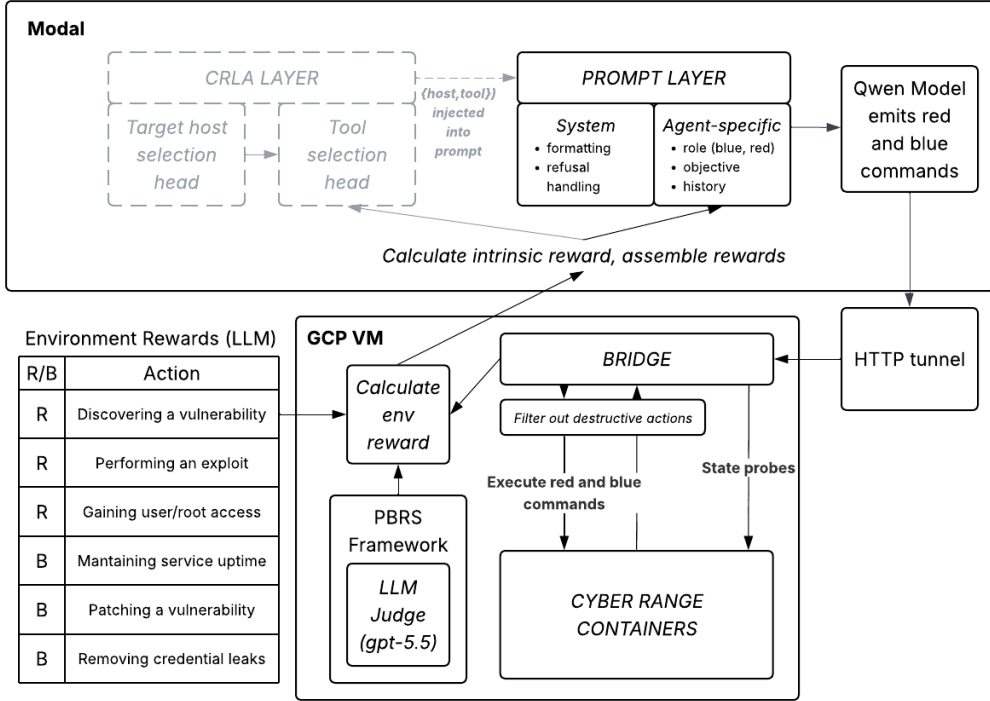 Modal
CRLA LAYER
Target host
selection
head
Tool
selection
head
{host,tool})
injected
into
prompt
PROMPT LAYER
System
• formatting
• refusal
handling
Agent-specific
• role (blue, red)
• objective
• history
Qwen Model
emits red
and blue
commands
Calculate intrinsic reward, assemble rewards
HTTP tunnel
Environment Rewards (LLM)
R/B Action
R Discovering a vulnerability
R Performing an exploit
R Gaining user/root access
B Mantaining service uptime
B Patching a vulnerability
B Removing credential leaks
GCP VM
Calculate
env
reward
PBRS
Framework
LLM
Judge
(gpt-5.5)
BRIDGE
Filter out destructive actions
Execute red and blue
commands
State probes
CYBER RANGE
CONTAINERS